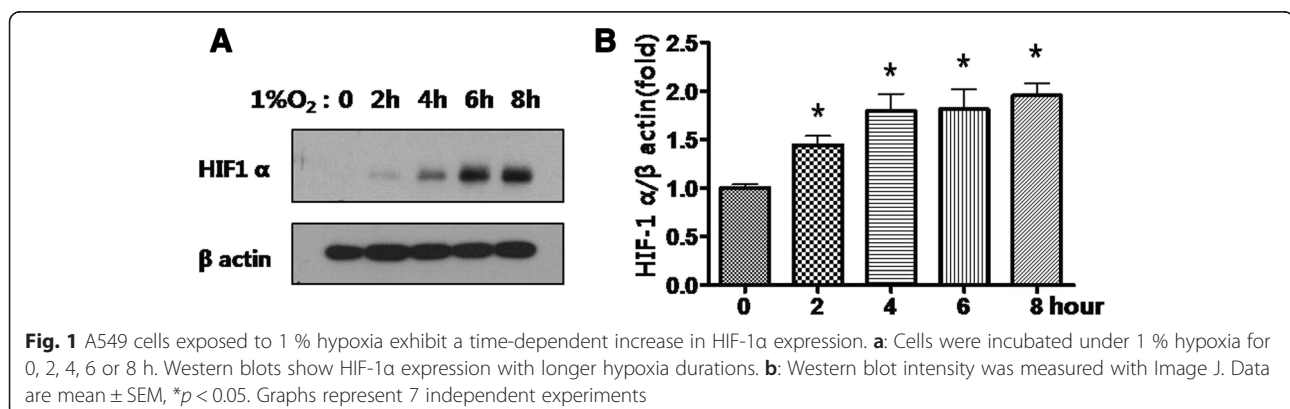 A
1%O₂ : 0 2h 4h 6h 8h
HIF1 α
β actin
B
HIF-1 α/β actin(fold)
2.5
2.0
1.5
1.0
0.5
0.0
* * * *
0 2 4 6 8 hour
Fig. 1 A549 cells exposed to 1 % hypoxia exhibit a time-dependent increase in HIF-1α expression. a: Cells were incubated under 1 % hypoxia for
0, 2, 4, 6 or 8 h. Western blots show HIF-1α expression with longer hypoxia durations. b: Western blot intensity was measured with Image J. Data
are mean ± SEM, *p < 0.05. Graphs represent 7 independent experiments